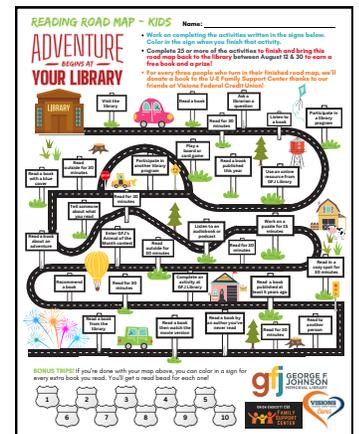 READING ROAD MAP - KIDS
Name:
ADVENTURE
BEGINS AT
YOUR LIBRARY
• Work on completing the activities written in the signs below.
Color in the sign when you finish that activity.
• Complete 25 or more of the activities to finish and bring this
road map back to the library between August 12 & 30 to earn a
free book and a prize!
• For every three people who turn in their finished road map, we'll
donate a book to the U-E Family Support Center thanks to our
friends at Visions Federal Credit Union!
LIBRARY
Visit the library
Read a book
Ask a librarian a question
Read for 20 minutes
Listen to a book
Participate in a library program
Play a board or card game
Read a book with a blue cover
Read outside for 20 minutes
Participate in another library program
Read a book published this year
Use an online resource from GFJ Library
Read for 20 minutes
Tell someone about what you read
Read a book about an adventure
Enter GFJ's Animal of the Month contest
Read outside for 20 minutes
Listen to an audiobook or podcast
Read for 20 minutes
Work on a puzzle for 15
Read in a cozy spot for 20 minutes
Recommend a book
Read for 20 minutes
Complete an activity at GFJ Library
Read a book published at least 5 years ago
Read a book from the library
Read a book then watch the movie version
Read a book by an author you've never read
Read for 20 minutes
Read to another person
BONUS TRIPS! If you're done with your map above, you can color in a sign for
every extra book you read. You'll get a read bead for each one!
1 2 3 4 5
6 7 8 9 10
gfj GEORGE F. JOHNSON
MEMORIAL LIBRARY
UNION ENDICOTT CSD
FAMILY SUPPORT CENTER
VISIONS
FEDERAL CREDIT UNION
Care